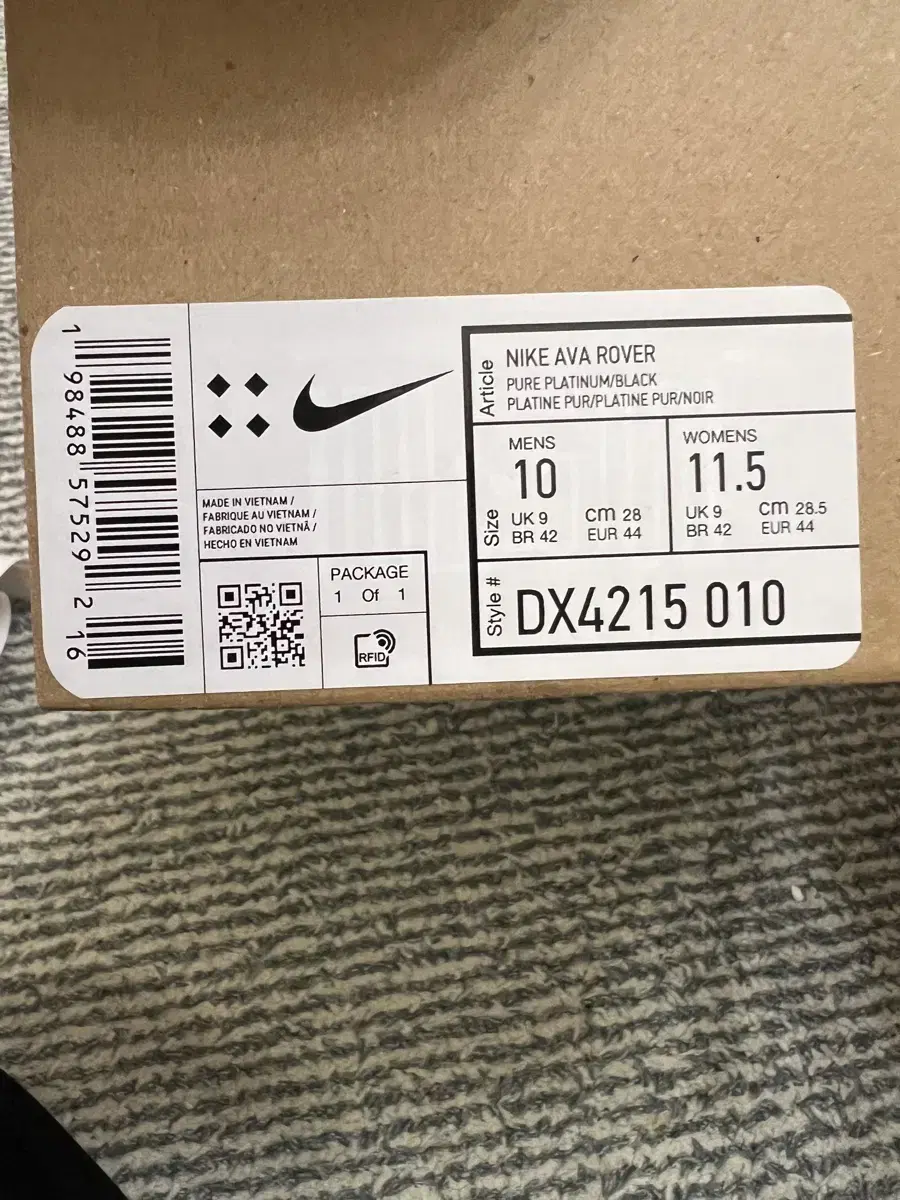 1 98488 57529 2 16
MADE IN VIETNAM /
FABRIQUE AU VIETNAM /
FABRICADO NO VIETNÃ /
HECHO EN VIETNAM
PACKAGE
1 Of 1
RFID
Article
NIKE AVA ROVER
PURE PLATINUM/BLACK
PLATINE PUR/PLATINE PUR/NOIR
Size
MENS
10
UK 9 cm 28
BR 42 EUR 44
WOMENS
11.5
UK 9 cm 28.5
BR 42 EUR 44
Style #
DX4215 010